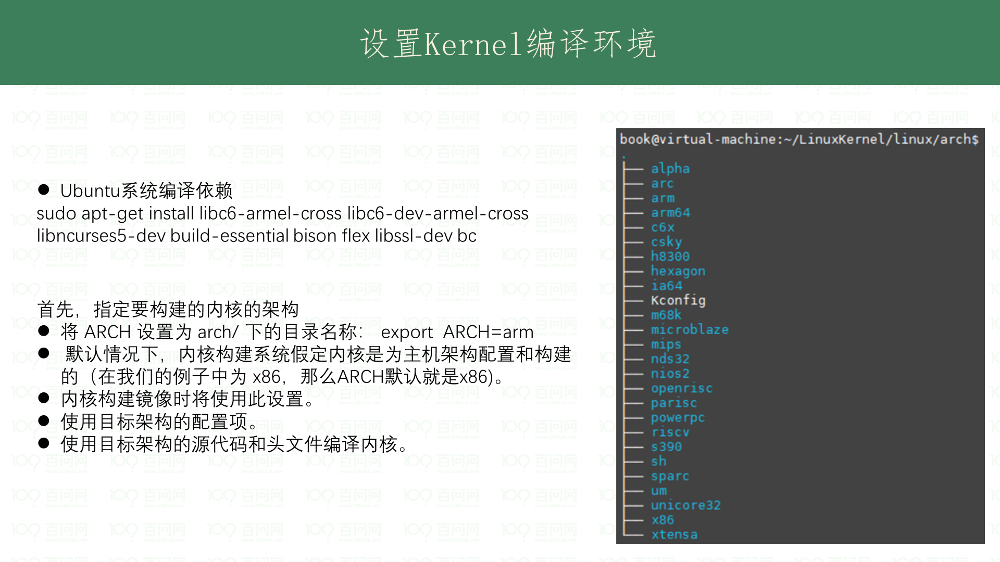 设置Kernel编译环境
● Ubuntu系统编译依赖
sudo apt-get install libc6-armel-cross libc6-dev-armel-cross
libncurses5-dev build-essential bison flex libssl-dev bc
首先，指定要构建的内核的架构
● 将 ARCH 设置为 arch/ 下的目录名称： export ARCH=arm
● 默认情况下，内核构建系统假定内核是为主机架构配置和构建
的（在我们的例子中为 x86，那么ARCH默认就是x86)。
● 内核构建镜像时将使用此设置。
● 使用目标架构的配置项。
● 使用目标架构的源代码和头文件编译内核。
book@virtual-machine:~/LinuxKernel/linux/arch$
.
├── alpha
├── arc
├── arm
├── arm64
├── c6x
├── csky
├── h8300
├── hexagon
├── ia64
├── Kconfig
├── m68k
├── microblaze
├── mips
├── nds32
├── nios2
├── openrisc
├── parisc
├── powerpc
├── riscv
├── s390
├── sh
├── sparc
├── um
├── unicore32
├── x86
└── xtensa